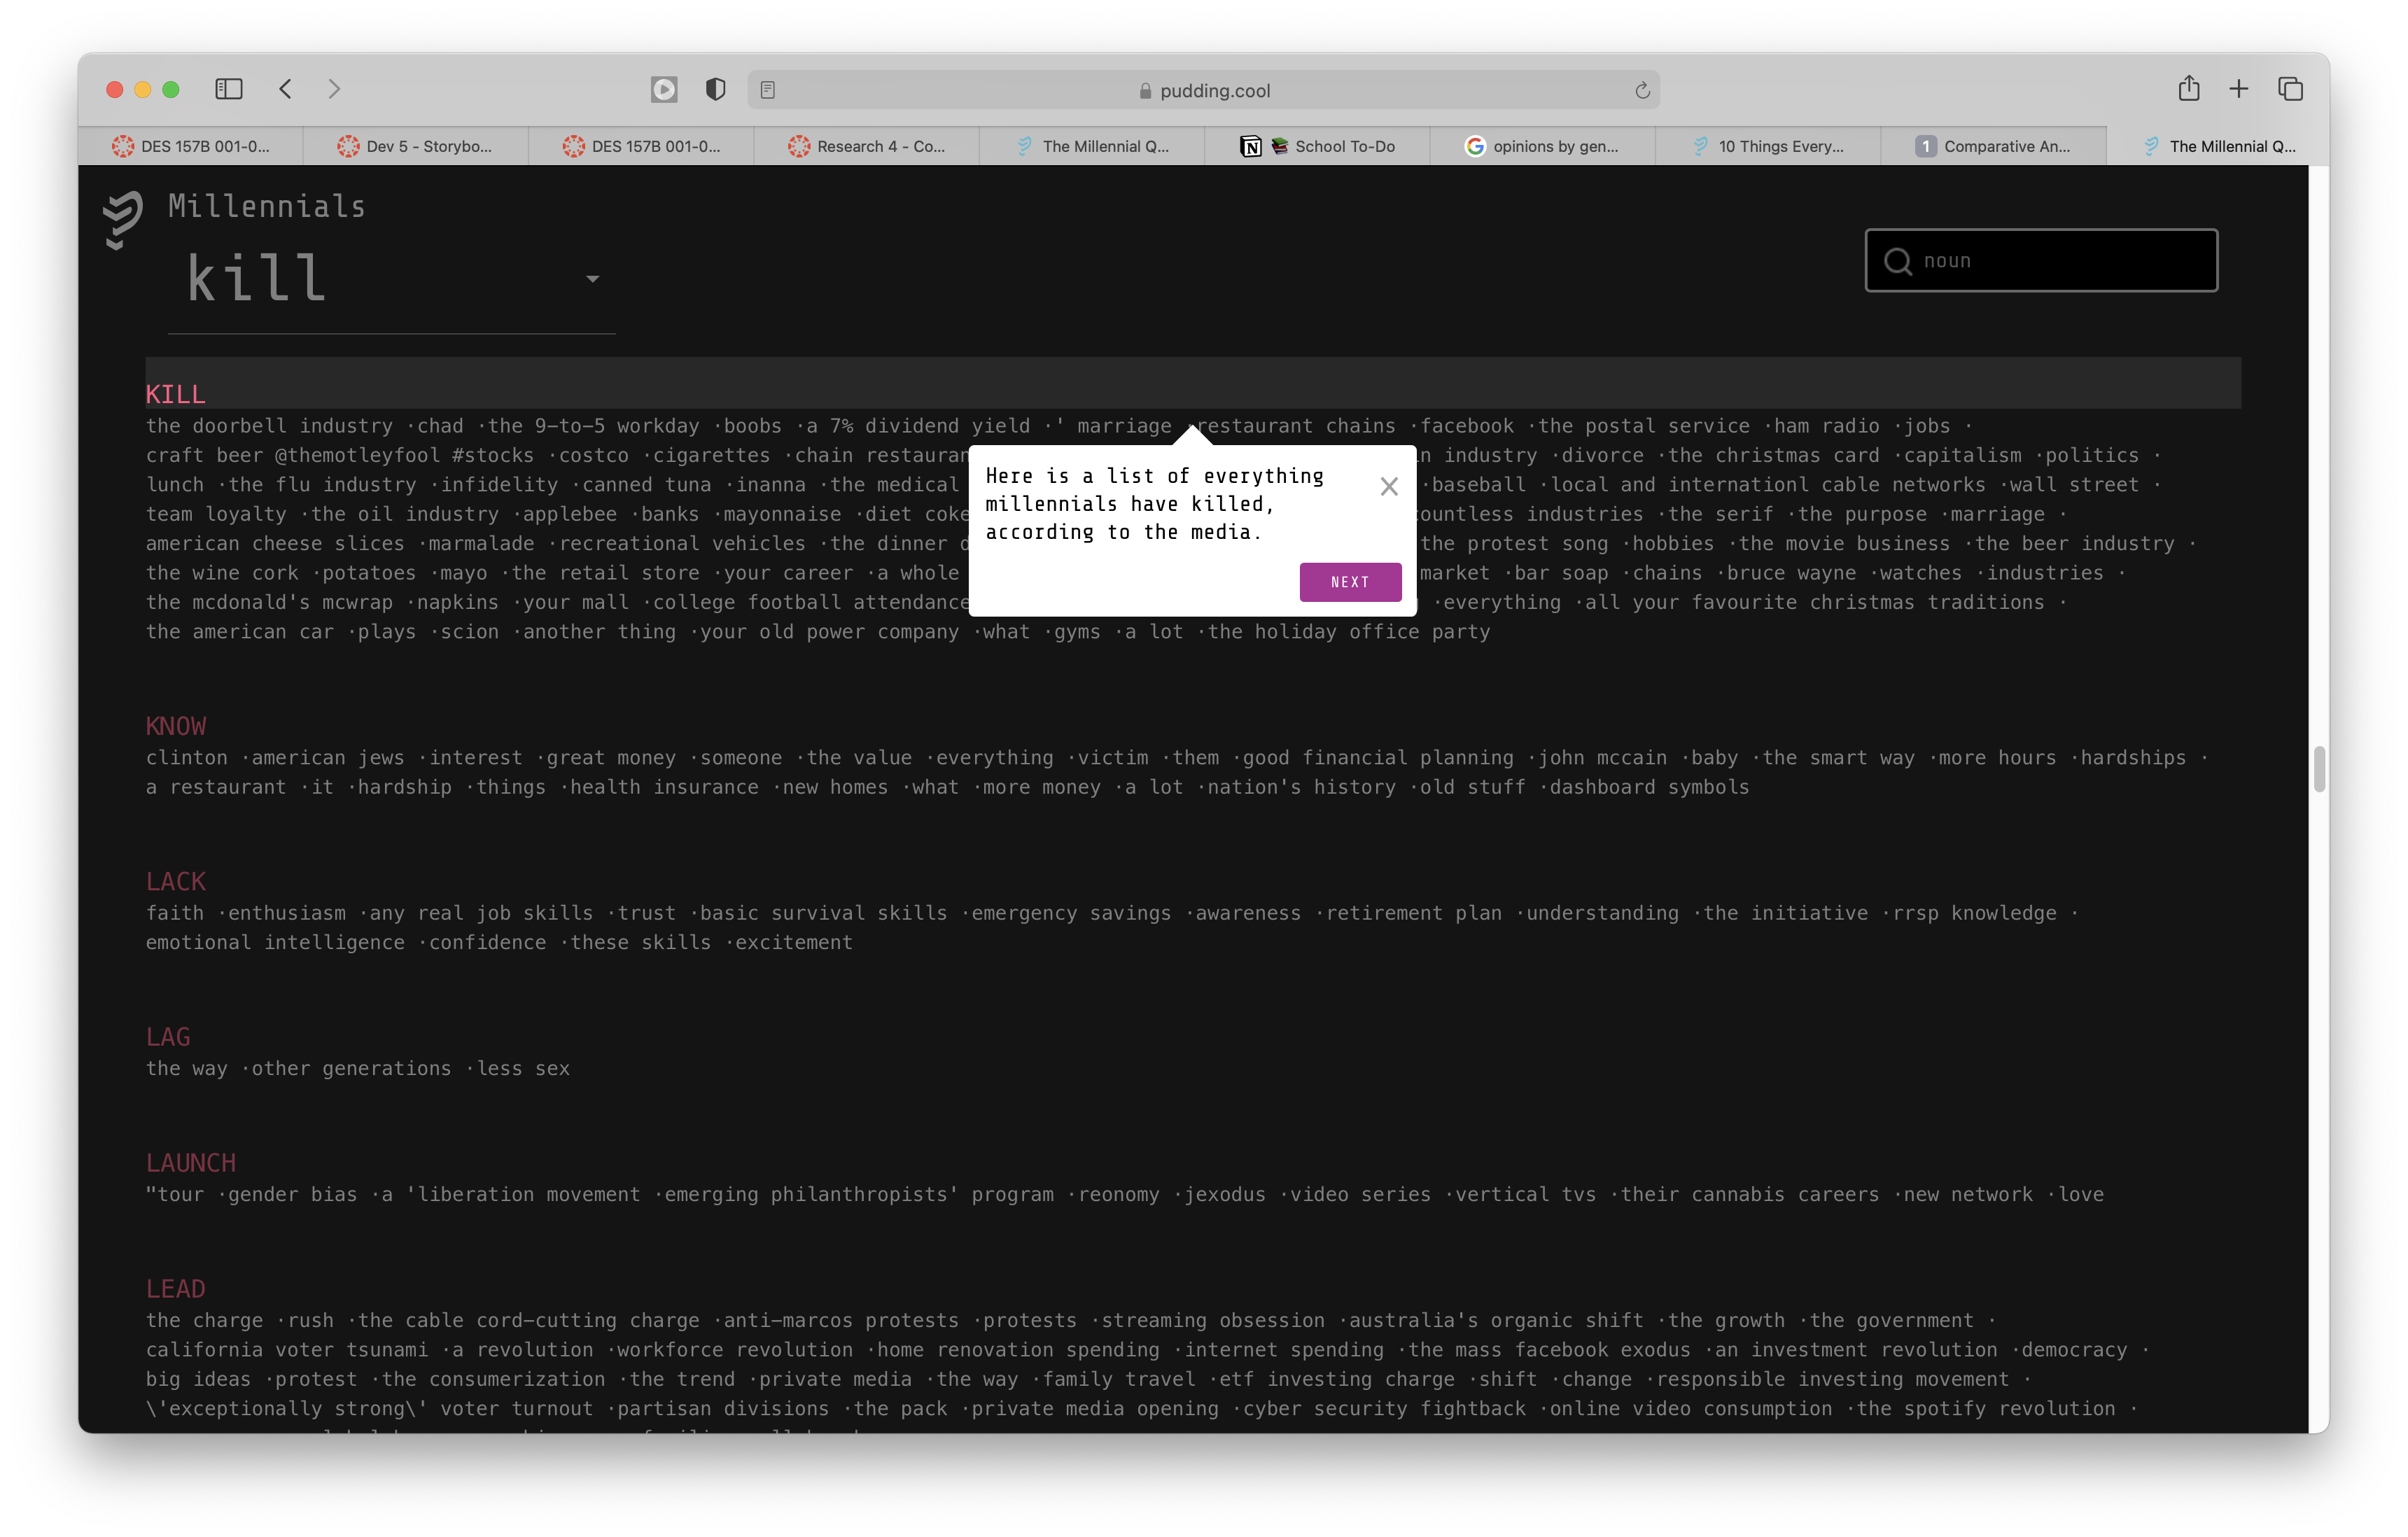 pudding.cool
DES 157B 001-0...
Dev 5 - Storybo...
DES 157B 001-0...
Research 4 - Co...
The Millennial Q...
School To-Do
opinions by gen...
10 Things Every...
1 Comparative An...
The Millennial Q...
Millennials
kill
noun
KILL
the doorbell industry ·chad ·the 9-to-5 workday ·boobs ·a 7% dividend yield ·' marriage ·restaurant chains ·facebook ·the postal service ·ham radio ·jobs ·
craft beer @themotleyfool #stocks ·costco ·cigarettes ·chain industry ·divorce ·the christmas card ·capitalism ·politics ·
lunch ·the flu industry ·infidelity ·canned tuna ·inanna ·the medical ·baseball ·local and internationl cable networks ·wall street ·
team loyalty ·the oil industry ·applebee ·banks ·mayonnaise ·diet coke countless industries ·the serif ·the purpose ·marriage ·
american cheese slices ·marmalade ·recreational vehicles ·the dinner the protest song ·hobbies ·the movie business ·the beer industry ·
the wine cork ·potatoes ·mayo ·the retail store ·your career ·a whole market ·bar soap ·chains ·bruce wayne ·watches ·industries ·
the mcdonald's mcwrap ·napkins ·your mall ·college football attendance ·everything ·all your favourite christmas traditions ·
the american car ·plays ·scion ·another thing ·your old power company ·what ·gyms ·a lot ·the holiday office party
Here is a list of everything
millennials have killed,
according to the media.
NEXT
KNOW
clinton ·american jews ·interest ·great money ·someone ·the value ·everything ·victim ·them ·good financial planning ·john mccain ·baby ·the smart way ·more hours ·hardships ·
a restaurant ·it ·hardship ·things ·health insurance ·new homes ·what ·more money ·a lot ·nation's history ·old stuff ·dashboard symbols
LACK
faith ·enthusiasm ·any real job skills ·trust ·basic survival skills ·emergency savings ·awareness ·retirement plan ·understanding ·the initiative ·rrsp knowledge ·
emotional intelligence ·confidence ·these skills ·excitement
LAG
the way ·other generations ·less sex
LAUNCH
"tour ·gender bias ·a 'liberation movement ·emerging philanthropists' program ·reonomy ·jexodus ·video series ·vertical tvs ·their cannabis careers ·new network ·love
LEAD
the charge ·rush ·the cable cord-cutting charge ·anti-marcos protests ·protests ·streaming obsession ·australia's organic shift ·the growth ·the government ·
california voter tsunami ·a revolution ·workforce revolution ·home renovation spending ·internet spending ·the mass facebook exodus ·an investment revolution ·democracy ·
big ideas ·protest ·the consumerization ·the trend ·private media ·the way ·family travel ·etf investing charge ·shift ·change ·responsible investing movement ·
\'exceptionally strong\' voter turnout ·partisan divisions ·the pack ·private media opening ·cyber security fightback ·online video consumption ·the spotify revolution ·